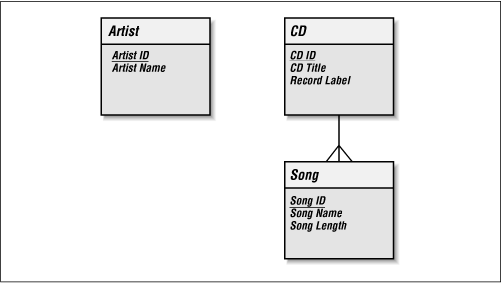 Artist
Artist ID
Artist Name
CD
CD ID
CD Title
Record Label
Song
Song ID
Song Name
Song Length